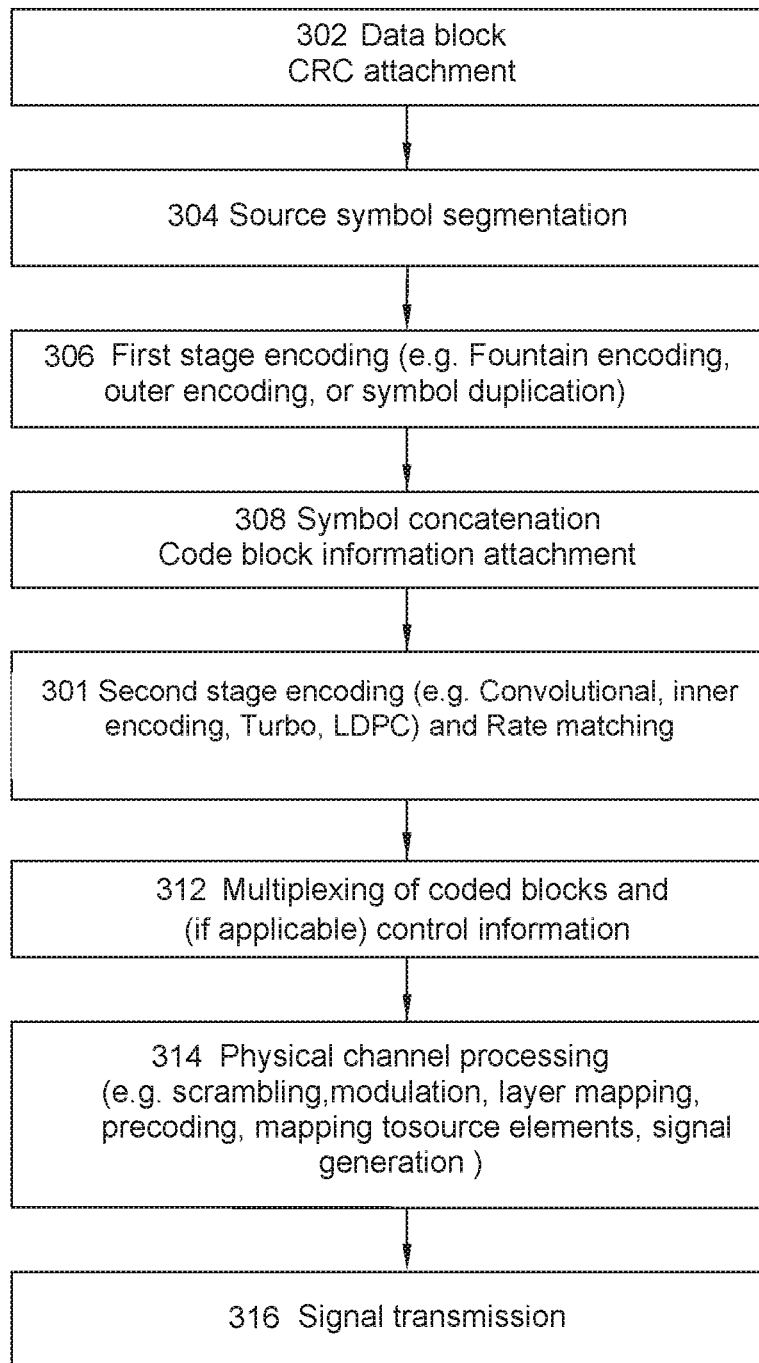 302 Data block
CRC attachment
304 Source symbol segmentation
306 First stage encoding (e.g. Fountain encoding,
outer encoding, or symbol duplication)
308 Symbol concatenation
Code block information attachment
301 Second stage encoding (e.g. Convolutional, inner
encoding, Turbo, LDPC) and Rate matching
312 Multiplexing of coded blocks and
(if applicable) control information
314 Physical channel processing
(e.g. scrambling,modulation, layer mapping,
precoding, mapping tosource elements, signal
generation )
316 Signal transmission